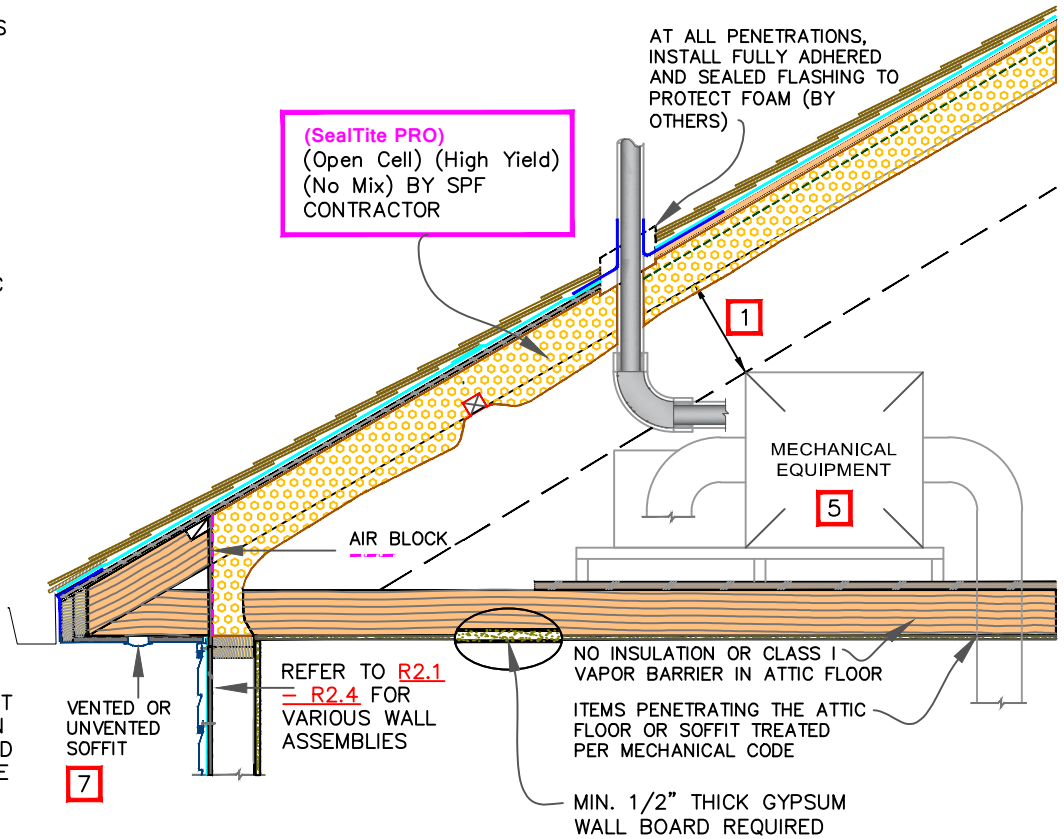 S
AT ALL PENETRATIONS,
INSTALL FULLY ADHERED
AND SEALED FLASHING TO
PROTECT FOAM (BY
OTHERS)
(SealTite PRO)
(Open Cell) (High Yield)
(No Mix) BY SPF
CONTRACTOR
C
1
MECHANICAL
EQUIPMENT
5
AIR BLOCK
NO INSULATION OR CLASS I
VAPOR BARRIER IN ATTIC FLOOR
REFER TO R2.1
– R2.4 FOR
VARIOUS WALL
ASSEMBLIES
T
N
D
E
VENTED OR
UNVENTED
SOFFIT
7
ITEMS PENETRATING THE ATTIC
FLOOR OR SOFFIT TREATED
PER MECHANICAL CODE
MIN. 1/2" THICK GYPSUM
WALL BOARD REQUIRED